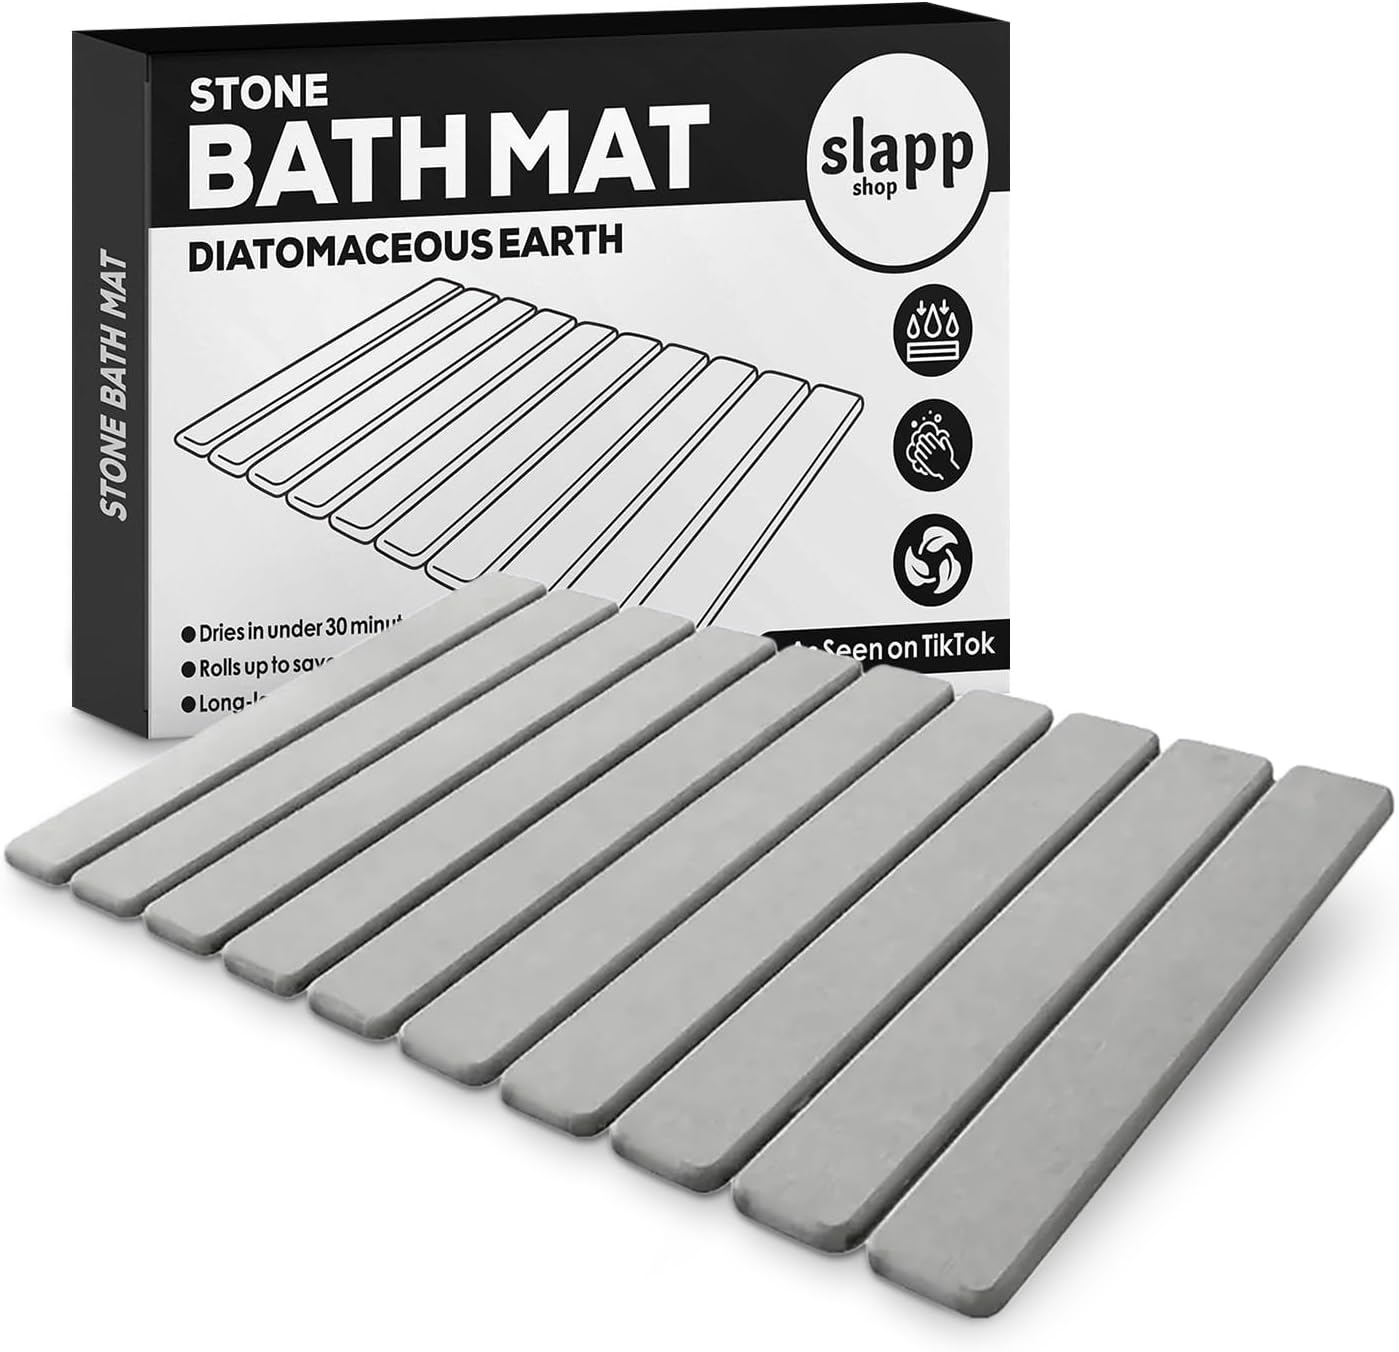 STONE
BATH MAT
DIATOMACEOUS EARTH
slapp
shop
STONE BATH MAT
● Dries in under 30
● Rolls up to
Seen on TikTok